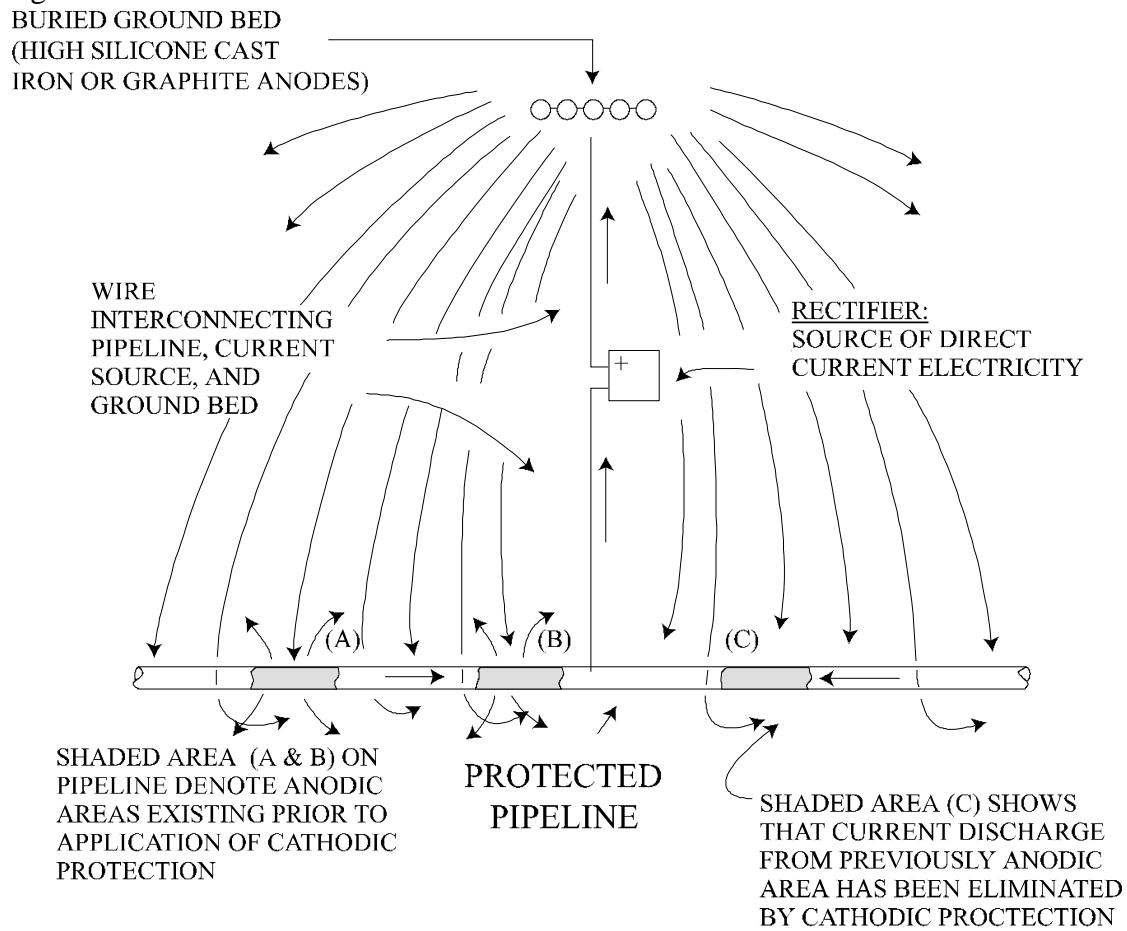 BURIED GROUND BED
(HIGH SILICONE CAST
IRON OR GRAPHITE ANODES)
WIRE
INTERCONNECTING
PIPELINE, CURRENT
SOURCE, AND
GROUND BED
+
RECTIFIER:
SOURCE OF DIRECT
CURRENT ELECTRICITY
(A)
(B)
(C)
SHADED AREA (A & B) ON
PIPELINE DENOTE ANODIC
AREAS EXISTING PRIOR TO
APPLICATION OF CATHODIC
PROTECTION
PROTECTED
PIPELINE
SHADED AREA (C) SHOWS
THAT CURRENT DISCHARGE
FROM PREVIOUSLY ANODIC
AREA HAS BEEN ELIMINATED
BY CATHODIC PROCTECTION